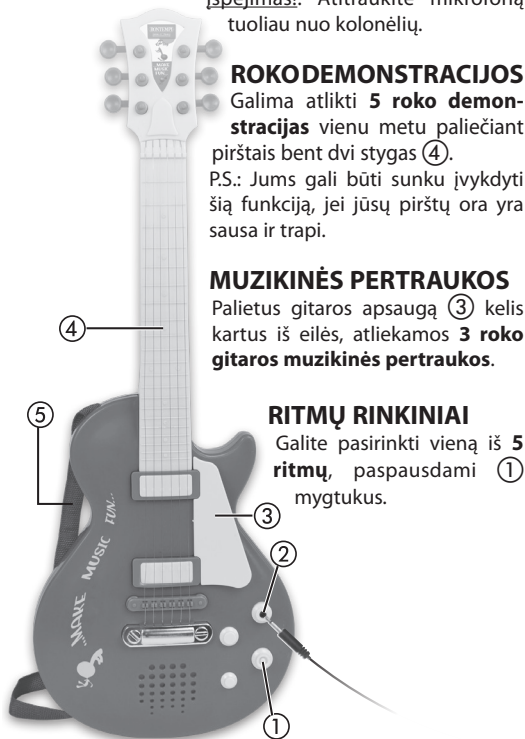 įspėjimas!: Atitraukite mikrofoną
tuoliau nuo kolonėlių.
ROKO DEMONSTRACIJOS
Galima atlikti 5 roko demon-
stracijas vienu metu paliečiant
pirštais bent dvi stygas ④.
P.S.: Jums gali būti sunku įvykdyti
šią funkciją, jei jūsų pirštų ora yra
sausa ir trapi.
MUZIKINĖS PERTRAUKOS
Palietus gitaros apsaugą ③ kelis
kartus iš eilės, atliekamos 3 roko
gitaros muzikinės pertraukos.
RITMŲ RINKINIAI
Galite pasirinkti vieną iš 5
ritmų, paspausdami ①
mygtukus.
④
⑤
③
②
①
MAKE
MUSIC
FUN...
...MAKE MUSIC FUN...